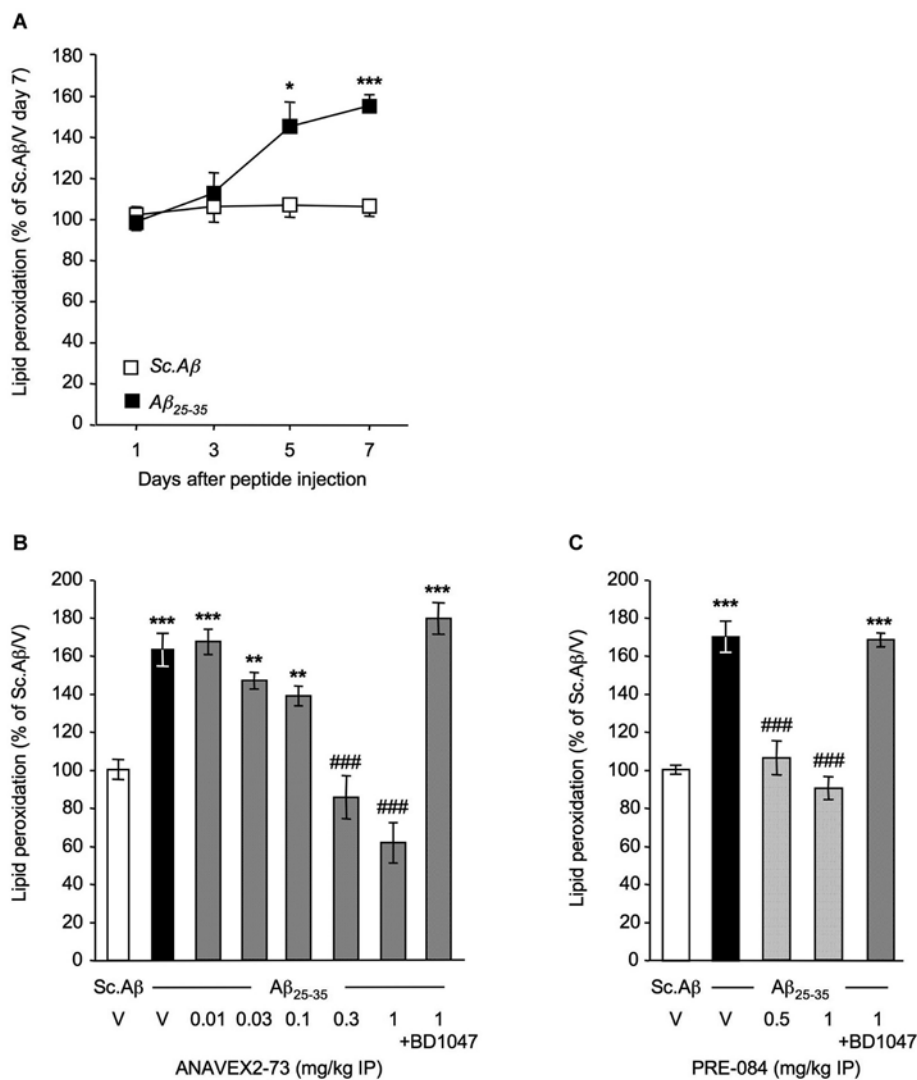 A
Lipid peroxidation (% of Sc.Aβ/V day 7)
180
160
140
120
100
80
60
40
20
0
* ***
Sc.Aβ
Aβ25-35
1 3 5 7
Days after peptide injection
B
Lipid peroxidation (% of Sc.Aβ/V)
200
180
160
140
120
100
80
60
40
20
0
*** *** ** ** ### ### ***
Sc.Aβ Aβ25-35
V V 0.01 0.03 0.1 0.3 1 1
+BD1047
ANAVEX2-73 (mg/kg IP)
C
Lipid peroxidation (% of Sc.Aβ/V)
200
180
160
140
120
100
80
60
40
20
0
*** ### ### ***
Sc.Aβ Aβ25-35
V V 0.5 1 1
+BD1047
PRE-084 (mg/kg IP)